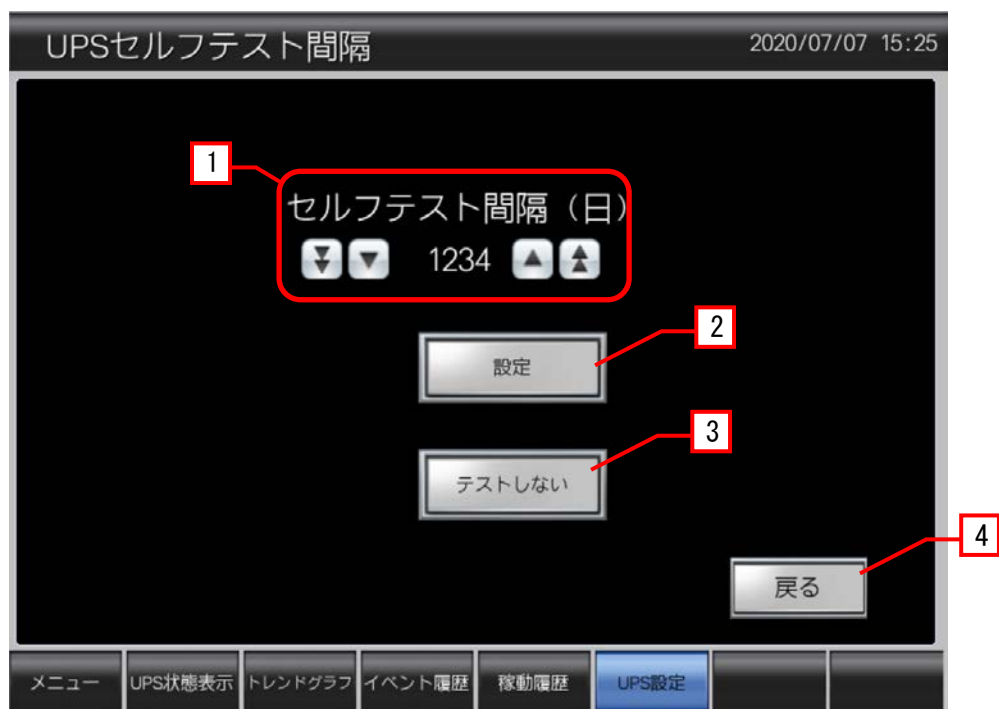 UPSセルフテスト間隔 2020/07/07 15:25
1
セルフテスト間隔（日）
1234
2
設定
3
テストしない
4
戻る
メニュー UPS状態表示 トレンドグラフ イベント履歴 稼動履歴 UPS設定